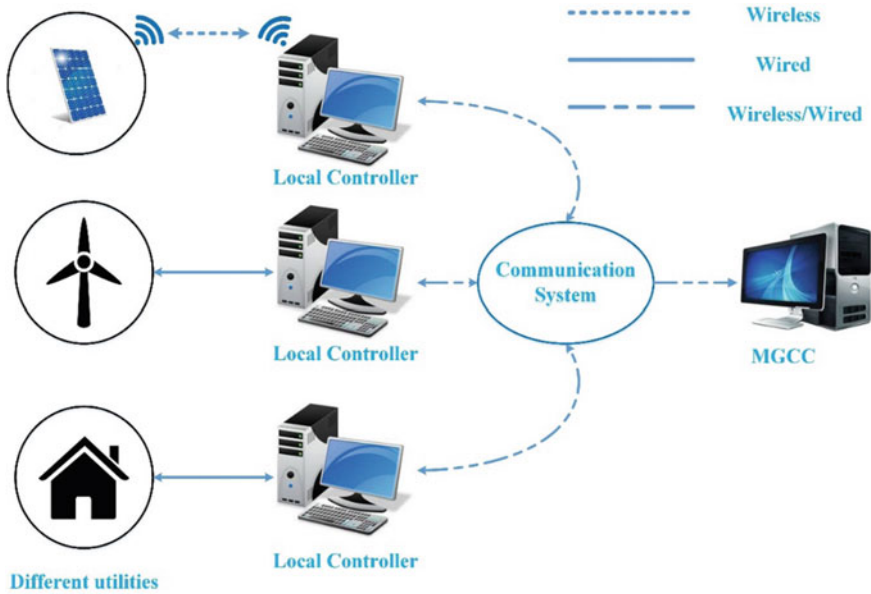 Wireless
Wired
Wireless/Wired
Local Controller
Local Controller
Communication
System
MGCC
Local Controller
Different utilities